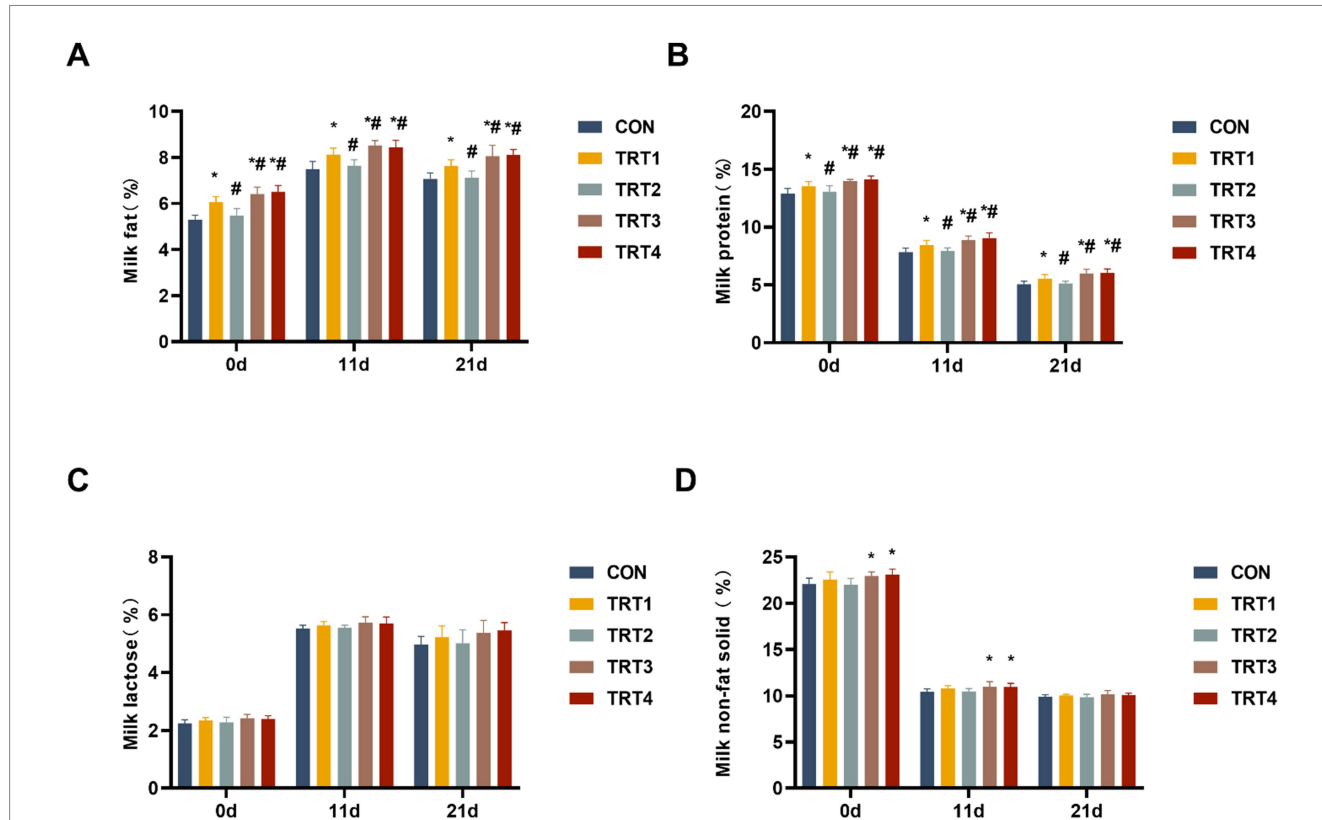 A
Milk fat( %)
10
8
6
4
2
0
* # *# *#
* # *# *#
* # *# *#
0d 11d 21d
CON
TRT1
TRT2
TRT3
TRT4
B
Milk protein( %)
20
15
10
5
0
* # *# *#
* # *# *#
* # *# *#
0d 11d 21d
CON
TRT1
TRT2
TRT3
TRT4
C
Milk lactose( %)
8
6
4
2
0
0d 11d 21d
CON
TRT1
TRT2
TRT3
TRT4
D
Milk non-fat solid( %)
25
20
15
10
5
0
* *
* *
0d 11d 21d
CON
TRT1
TRT2
TRT3
TRT4